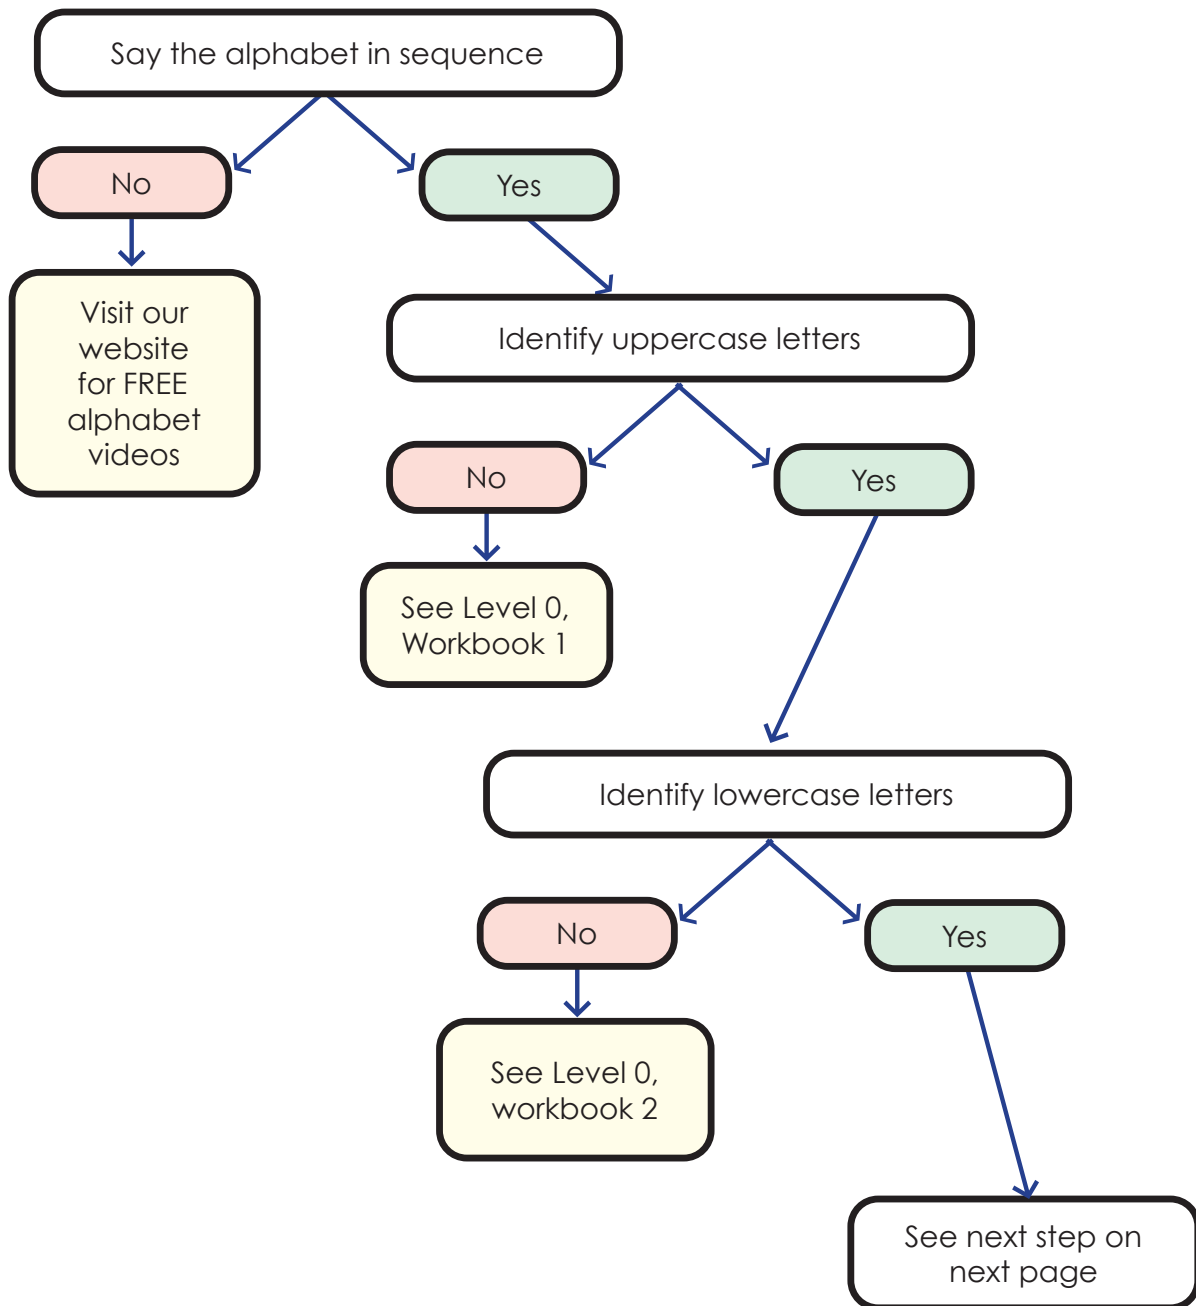 Say the alphabet in sequence
No
Yes
Visit our
website
for FREE
alphabet
videos
Identify uppercase letters
No
Yes
See Level 0,
Workbook 1
Identify lowercase letters
No
Yes
See Level 0,
workbook 2
See next step on
next page